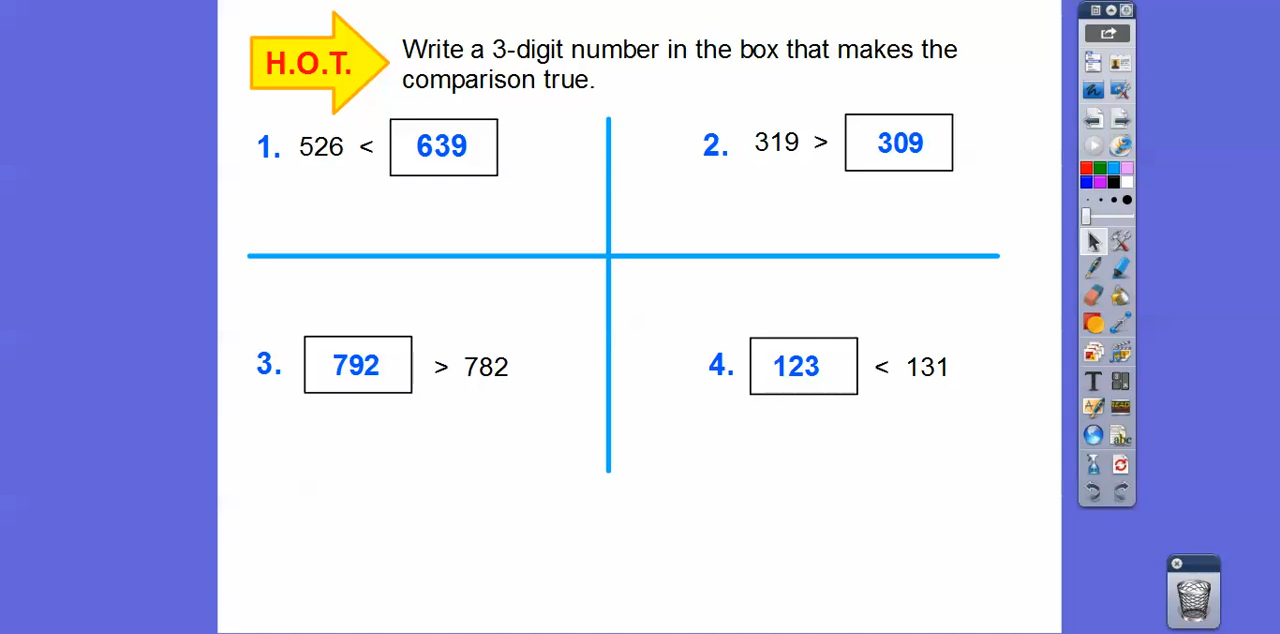 H.O.T.
Write a 3-digit number in the box that makes the
comparison true.
1. 526 < 639
2. 319 > 309
3. 792 > 782
4. 123 < 131